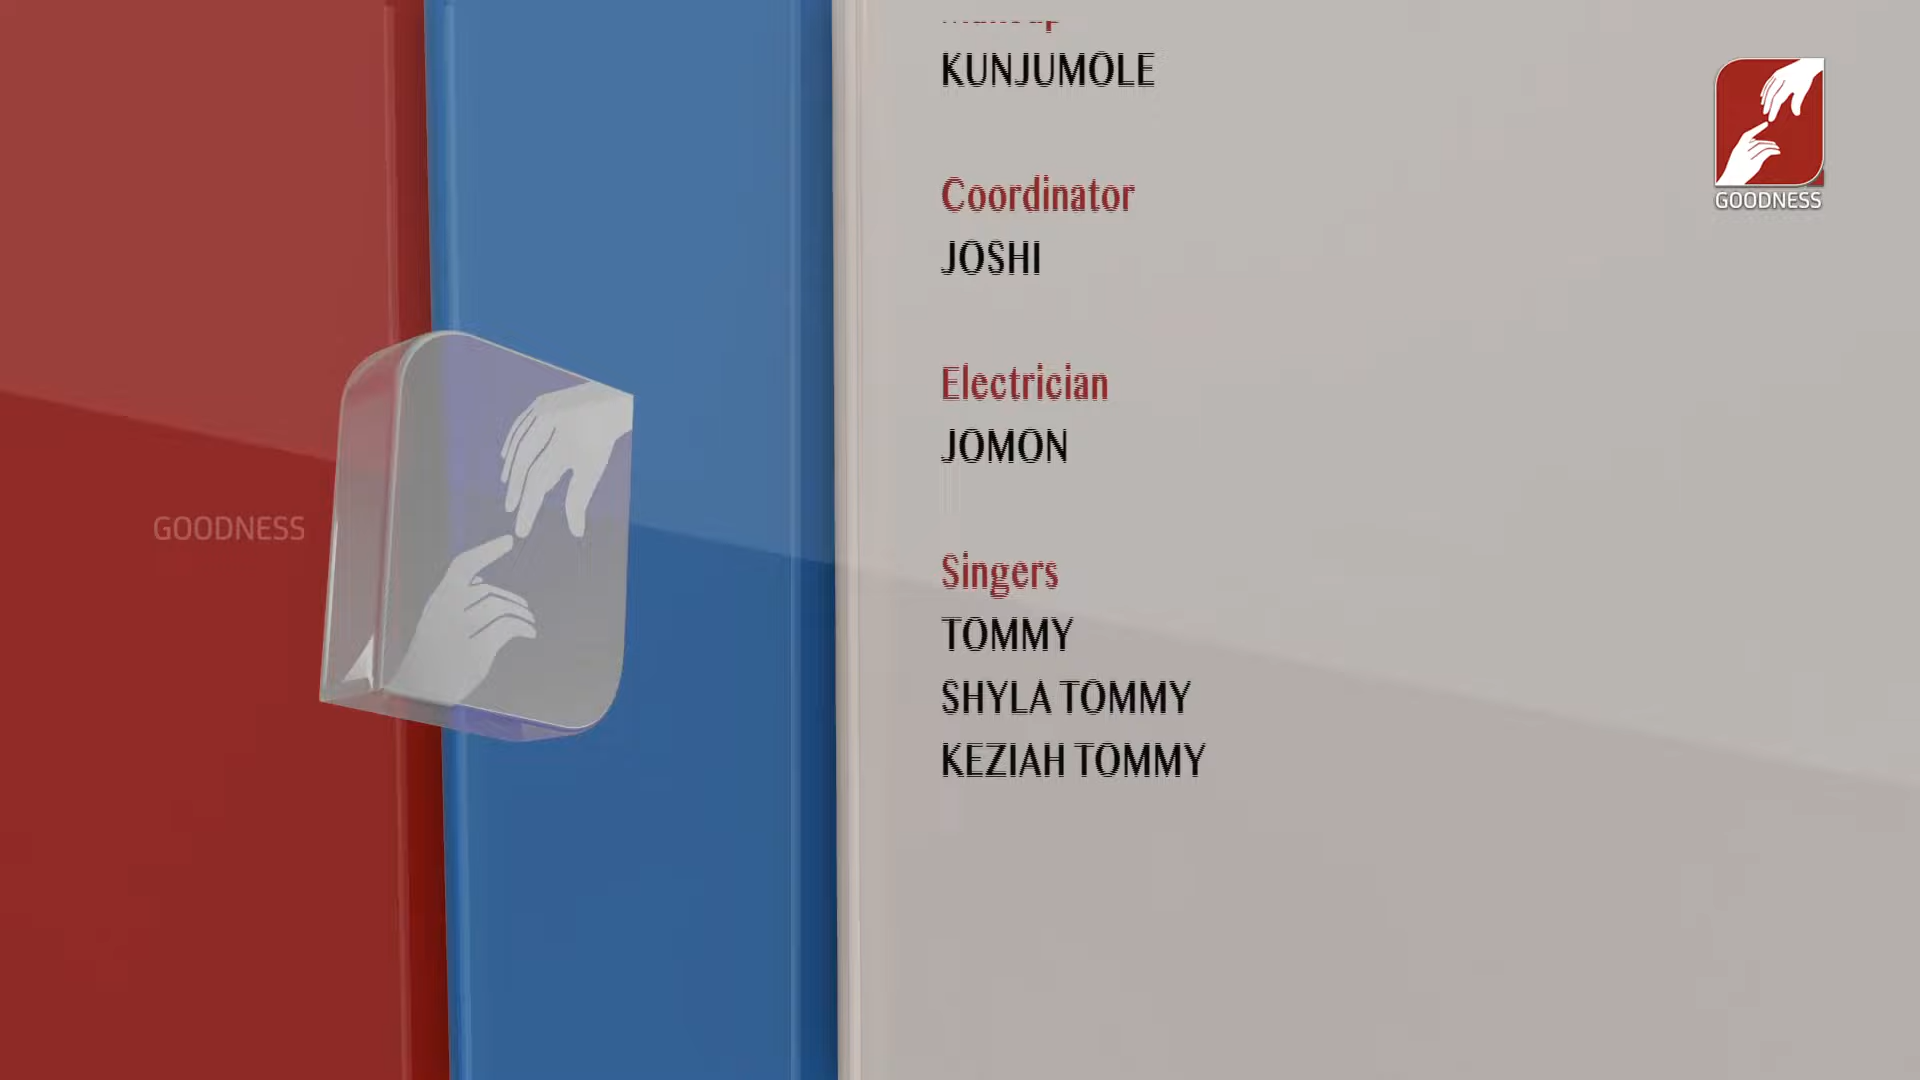 KUNJUMOLE
Coordinator
JOSHI
Electrician
JOMON
Singers
TOMMY
SHYLA TOMMY
KEZIAH TOMMY
GOODNESS
GOODNESS